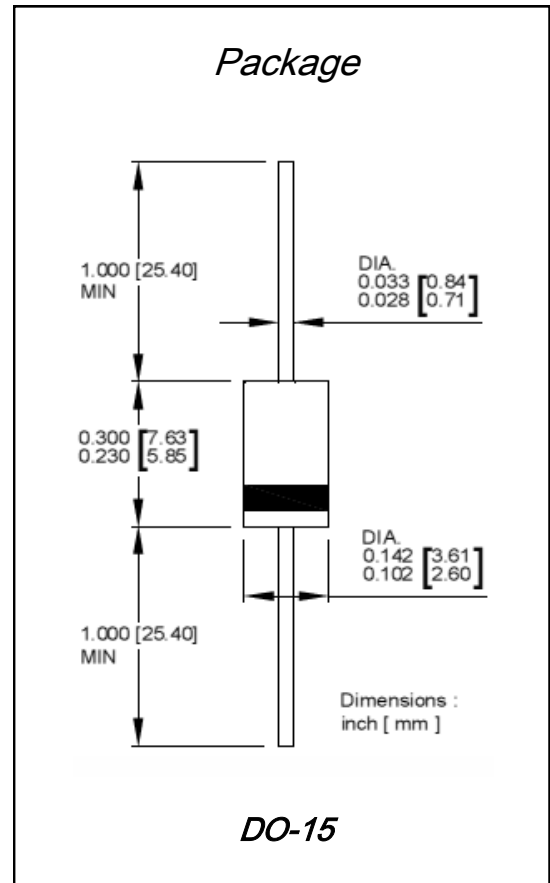 Package
1.000 [25.40]
MIN
DIA.
0.033 [0.84]
0.028 [0.71]
0.300 [7.63]
0.230 [5.85]
DIA.
0.142 [3.61]
0.102 [2.60]
1.000 [25.40]
MIN
Dimensions :
inch [ mm ]
DO-15